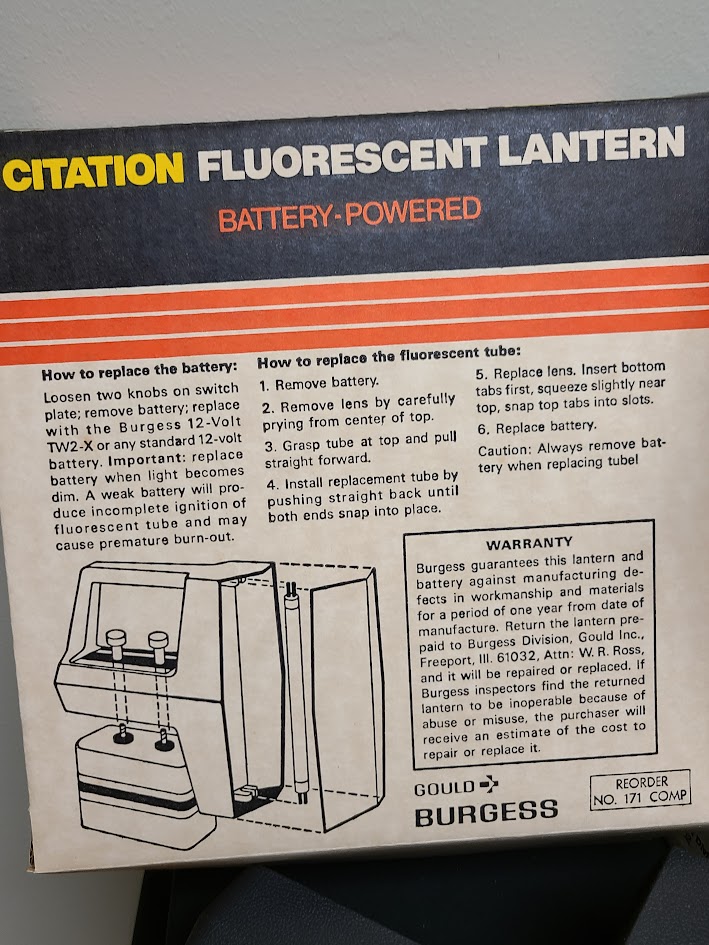 CITATION FLUORESCENT LANTERN
BATTERY-POWERED
How to replace the battery:
Loosen two knobs on switch
plate; remove battery; replace
with the Burgess 12-Volt
TW2-X or any standard 12-volt
battery. Important: replace
battery when light becomes
dim. A weak battery will pro-
duce incomplete ignition of
fluorescent tube and may
cause premature burn-out.
How to replace the fluorescent tube:
1. Remove battery.
2. Remove lens by carefully
prying from center of top.
3. Grasp tube at top and pull
straight forward.
4. Install replacement tube by
pushing straight back until
both ends snap into place.
5. Replace lens. Insert bottom
tabs first, squeeze slightly near
top, snap top tabs into slots.
6. Replace battery.
Caution: Always remove bat-
tery when replacing tube!
WARRANTY
Burgess guarantees this lantern and
battery against manufacturing de-
fects in workmanship and materials
for a period of one year from date of
manufacture. Return the lantern pre-
paid to Burgess Division, Gould Inc.,
Freeport, Ill. 61032, Attn: W. R. Ross,
and it will be repaired or replaced. If
Burgess inspectors find the returned
lantern to be inoperable because of
abuse or misuse, the purchaser will
receive an estimate of the cost to
repair or replace it.
GOULD
BURGESS
REORDER
NO. 171 COMP